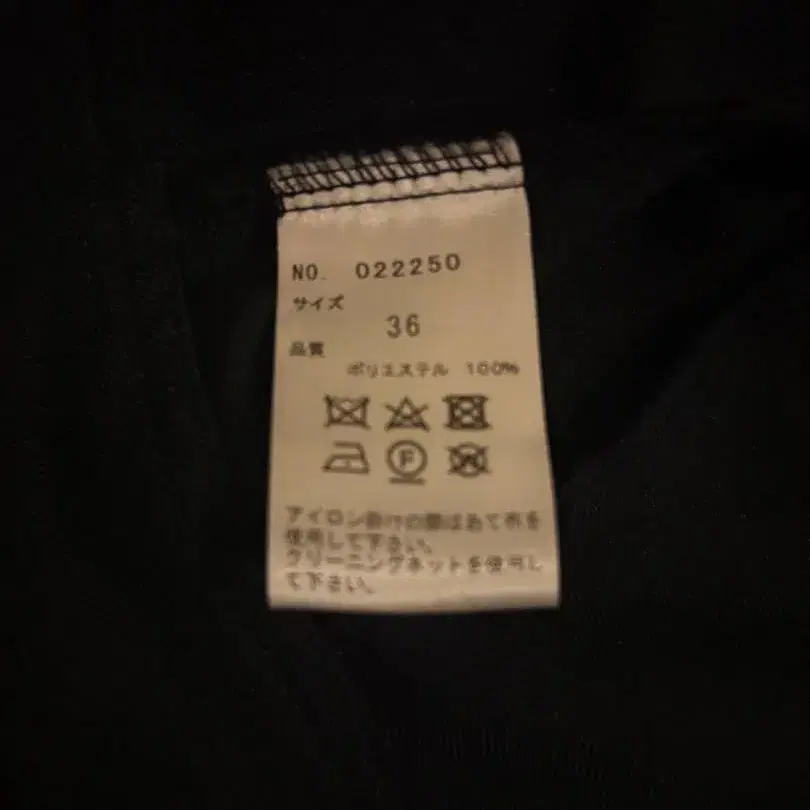 NO. 022250
サイズ
36
品質
ポリエステル 100%
F
アイロン掛けの際はあて布を
使用して下さい。
クリーニングネットを使用し
て下さい。